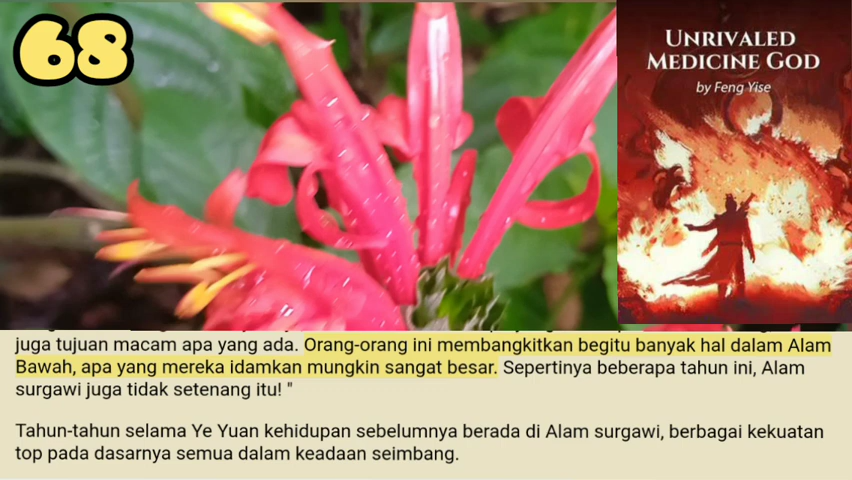 68
UNRIVALED
MEDICINE GOD
by Feng Yise
juga tujuan macam apa yang ada. Orang-orang ini membangkitkan begitu banyak hal dalam Alam
Bawah, apa yang mereka idamkan mungkin sangat besar. Sepertinya beberapa tahun ini, Alam
surgawi juga tidak setenang itu! "
Tahun-tahun selama Ye Yuan kehidupan sebelumnya berada di Alam surgawi, berbagai kekuatan
top pada dasarnya semua dalam keadaan seimbang.